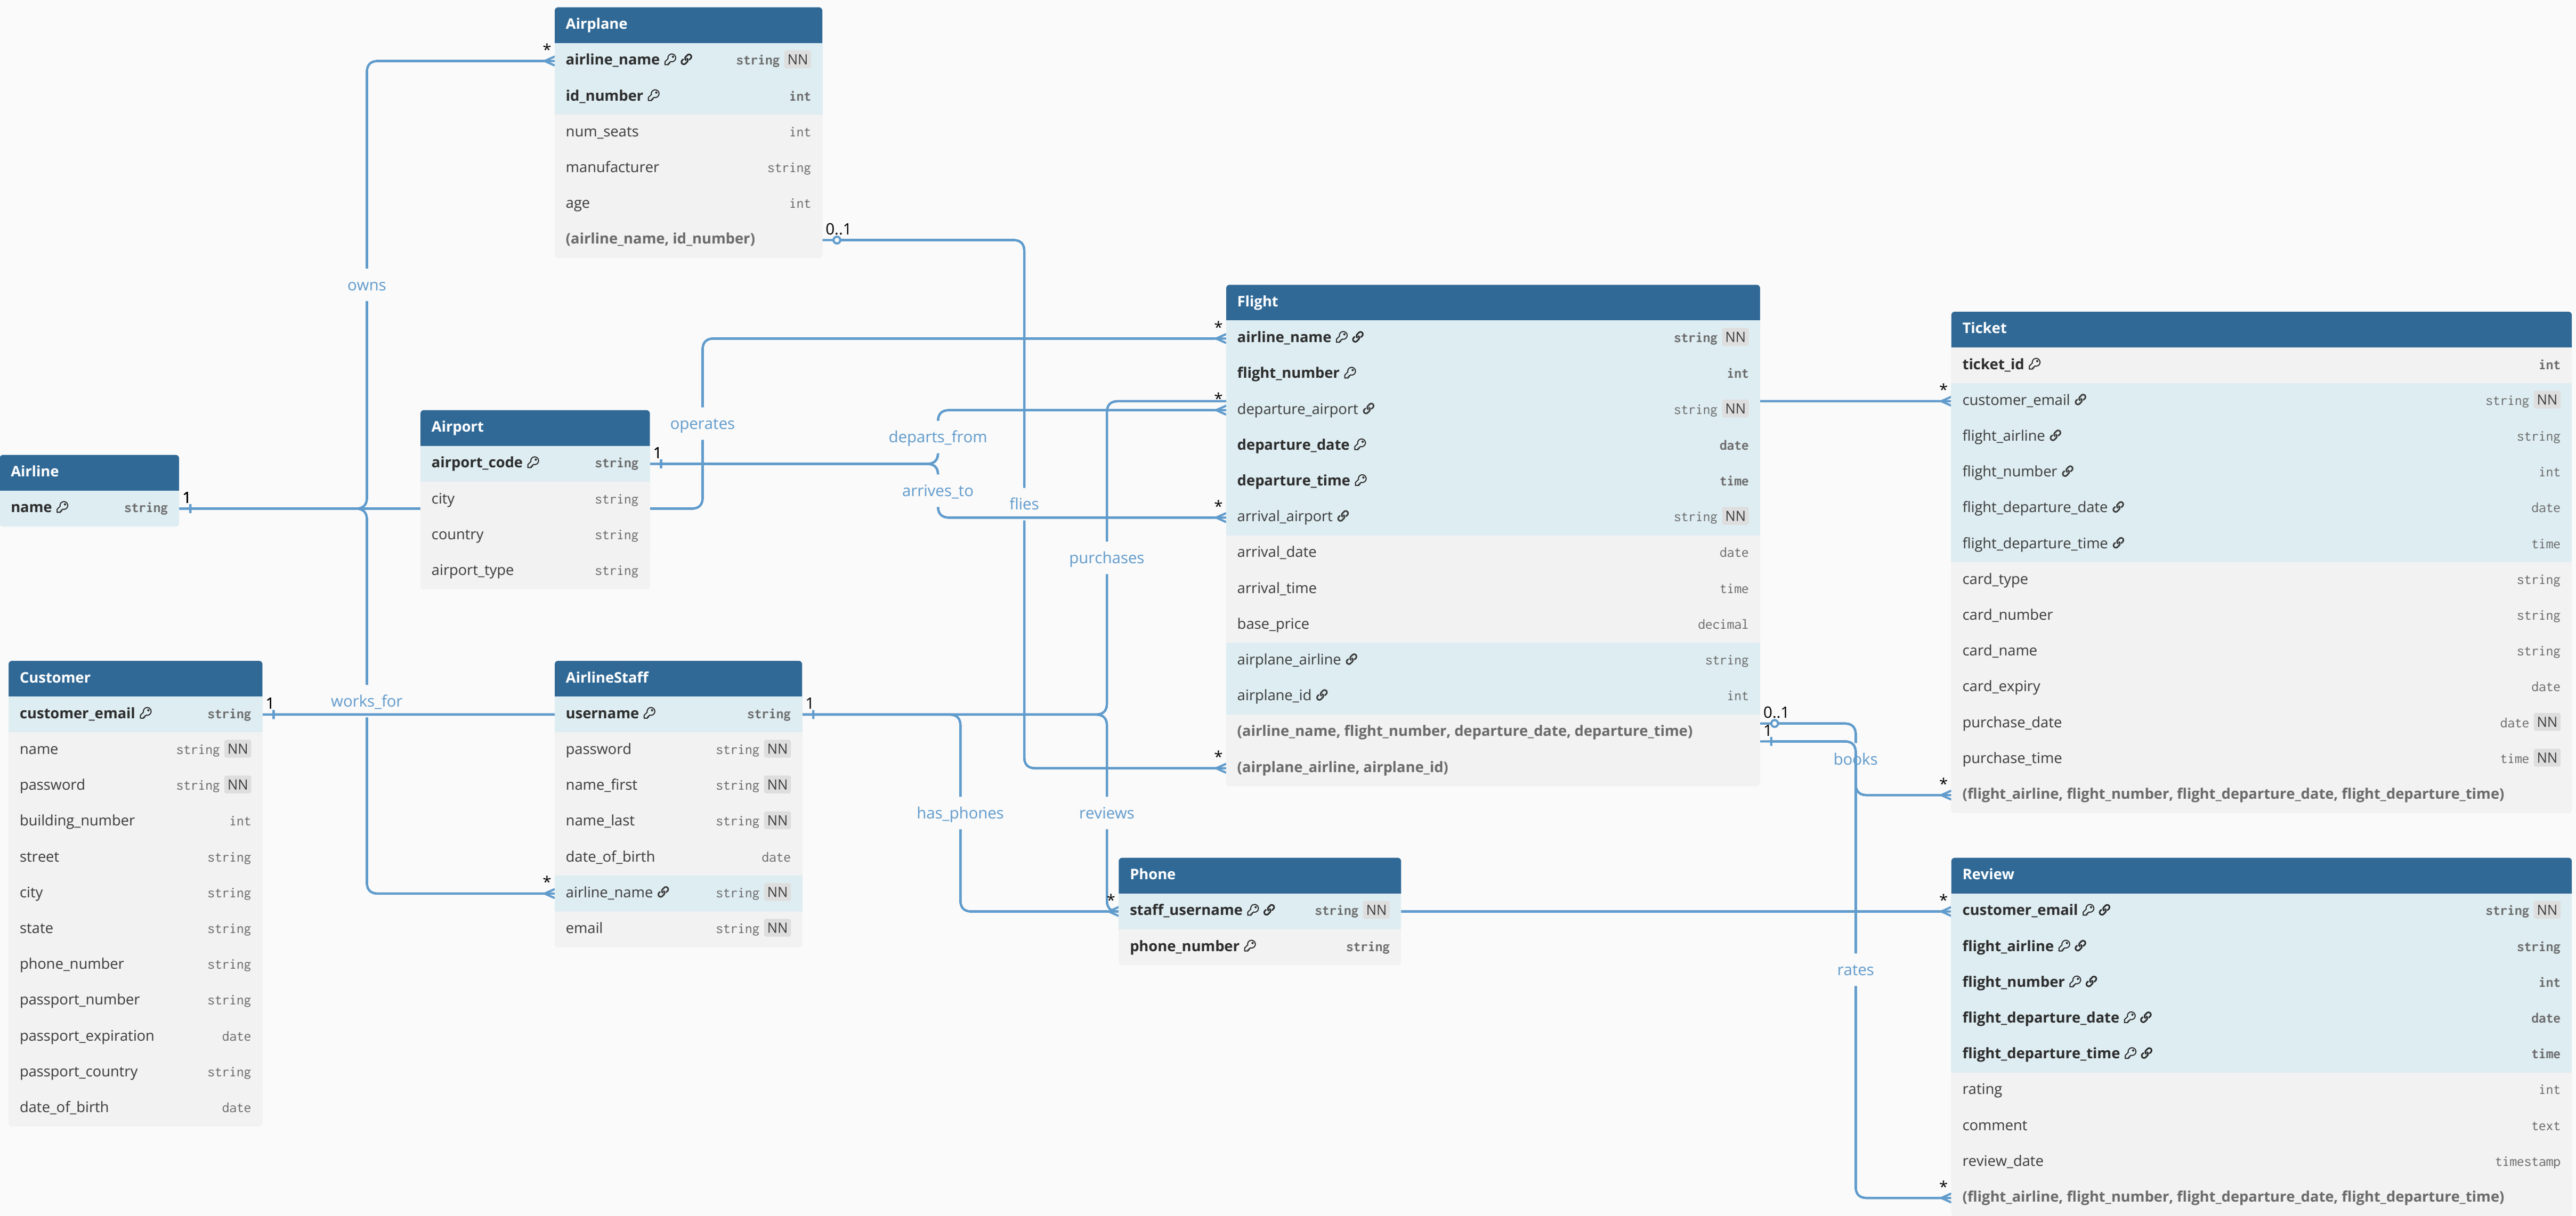 Airplane
airline_name string NN
id_number int
num_seats int
manufacturer string
age int
(airline_name, id_number)
*
0..1
owns
Flight
airline_name string NN
flight_number int
departure_airport string NN
departure_date date
departure_time time
arrival_airport string NN
arrival_date date
arrival_time time
base_price decimal
airplane_airline string
airplane_id int
(airline_name, flight_number, departure_date, departure_time)
(airplane_airline, airplane_id)
*
*
*
*
0..1
1
Ticket
ticket_id int
customer_email string NN
flight_airline string
flight_number int
flight_departure_date date
flight_departure_time time
card_type string
card_number string
card_name string
card_expiry date
purchase_date date NN
purchase_time time NN
(flight_airline, flight_number, flight_departure_date, flight_departure_time)
*
*
Airport
airport_code string
city string
country string
airport_type string
1
operates
departs_from
arrives_to
flies
purchases
Airline
name string
1
Customer
customer_email string
name string NN
password string NN
building_number int
street string
city string
state string
phone_number string
passport_number string
passport_expiration date
passport_country string
date_of_birth date
1
works_for
AirlineStaff
username string
password string NN
name_first string NN
name_last string NN
date_of_birth date
airline_name string NN
email string NN
1
*
has_phones
reviews
books
rates
Phone
staff_username string NN
phone_number string
*
Review
customer_email string NN
flight_airline string
flight_number int
flight_departure_date date
flight_departure_time time
rating int
comment text
review_date timestamp
(flight_airline, flight_number, flight_departure_date, flight_departure_time)
*
*